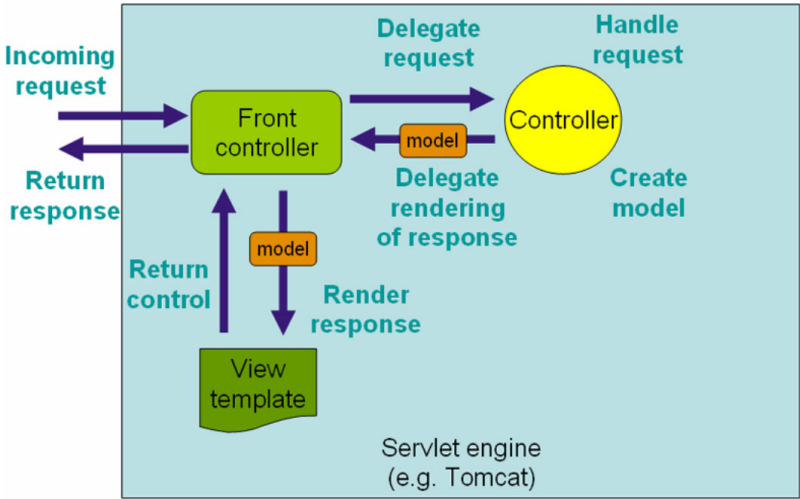 Incoming
request
Return
response
Front
controller
Delegate
request
Handle
request
Controller
model
Delegate
rendering
of response
Create
model
Return
control
model
Render
response
View
template
Servlet engine
(e.g. Tomcat)